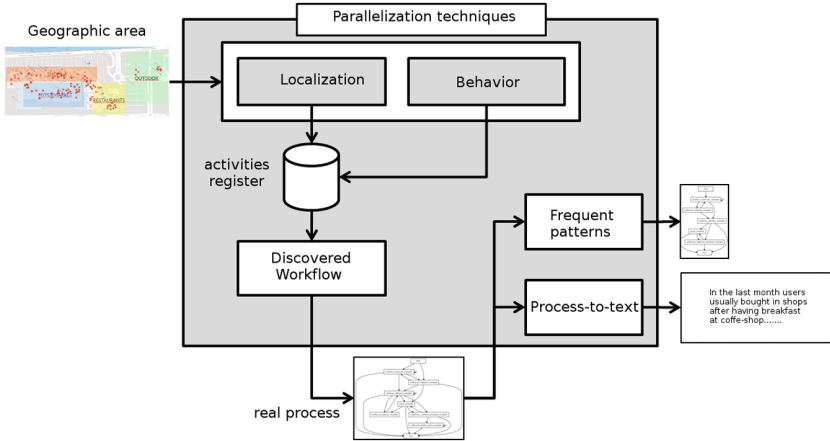 Parallelization techniques
Geographic area
Localization
Behavior
OUTDOOR
RESTAURANTS
activities
register
Discovered
Workflow
Frequent
patterns
Process-to-text
In the last month users
usually bought in shops
after having breakfast
at coffe-shop.......
real process